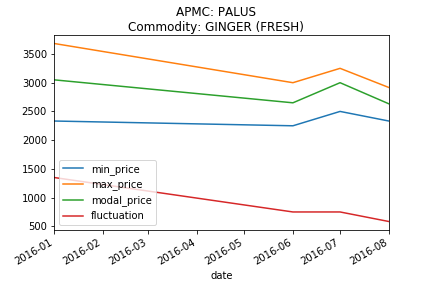 APMC: PALUS
Commodity: GINGER (FRESH)
3500
3000
2500
2000
1500
1000
500
min_price
max_price
modal_price
fluctuation
2016-01
2016-02
2016-03
2016-04
2016-05
2016-06
2016-07
2016-08
date